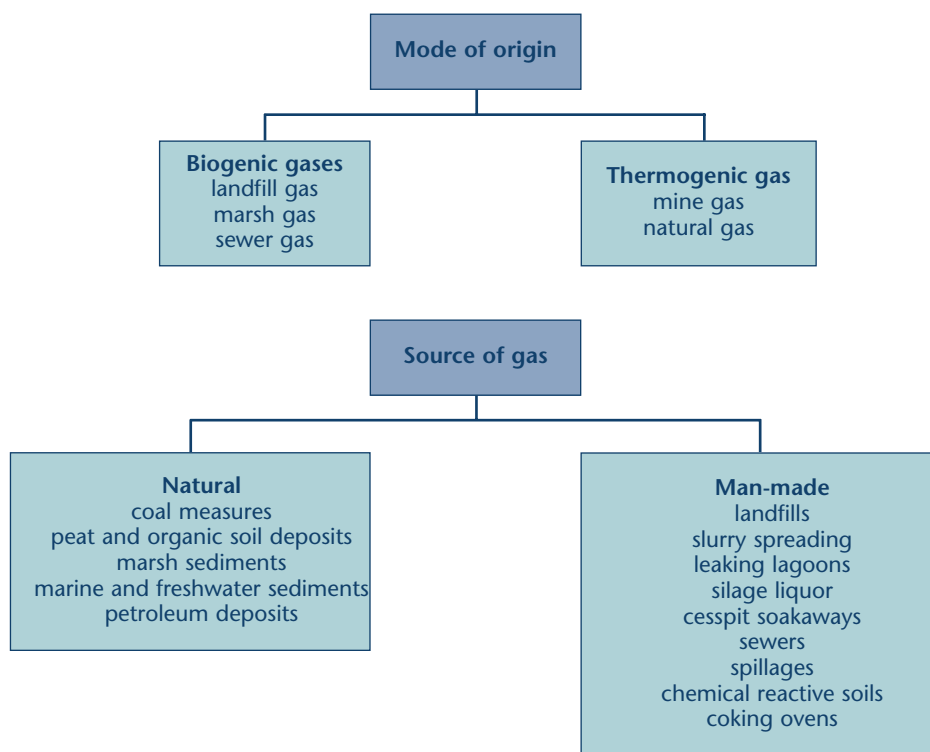 Mode of origin
Biogenic gases
landfill gas
marsh gas
sewer gas
Thermogenic gas
mine gas
natural gas
Source of gas
Natural
coal measures
peat and organic soil deposits
marsh sediments
marine and freshwater sediments
petroleum deposits
Man-made
landfills
slurry spreading
leaking lagoons
silage liquor
cesspit soakaways
sewers
spillages
chemical reactive soils
coking ovens